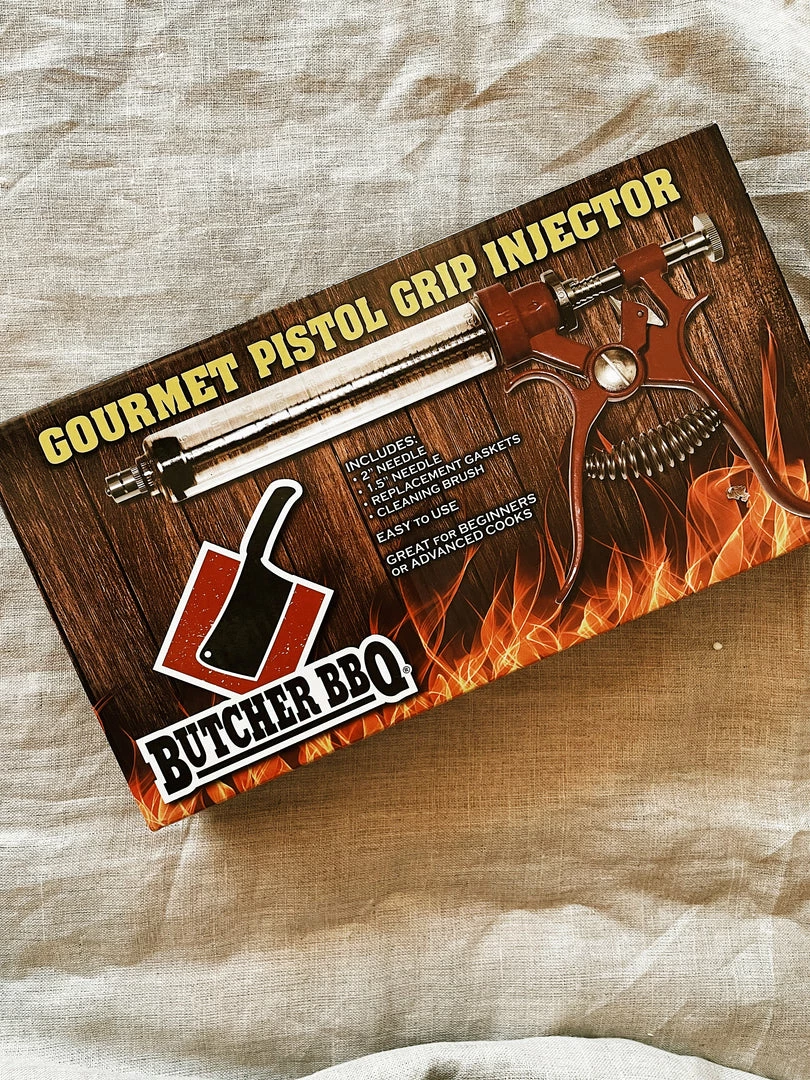 GOURMET PISTOL GRIP INJECTOR
INCLUDES:
• 2" NEEDLE
• 1.5" NEEDLE
• REPLACEMENT GASKETS
• CLEANING BRUSH
EASY TO USE
GREAT FOR BEGINNERS
OR ADVANCED COOKS
BUTCHER BBQ®